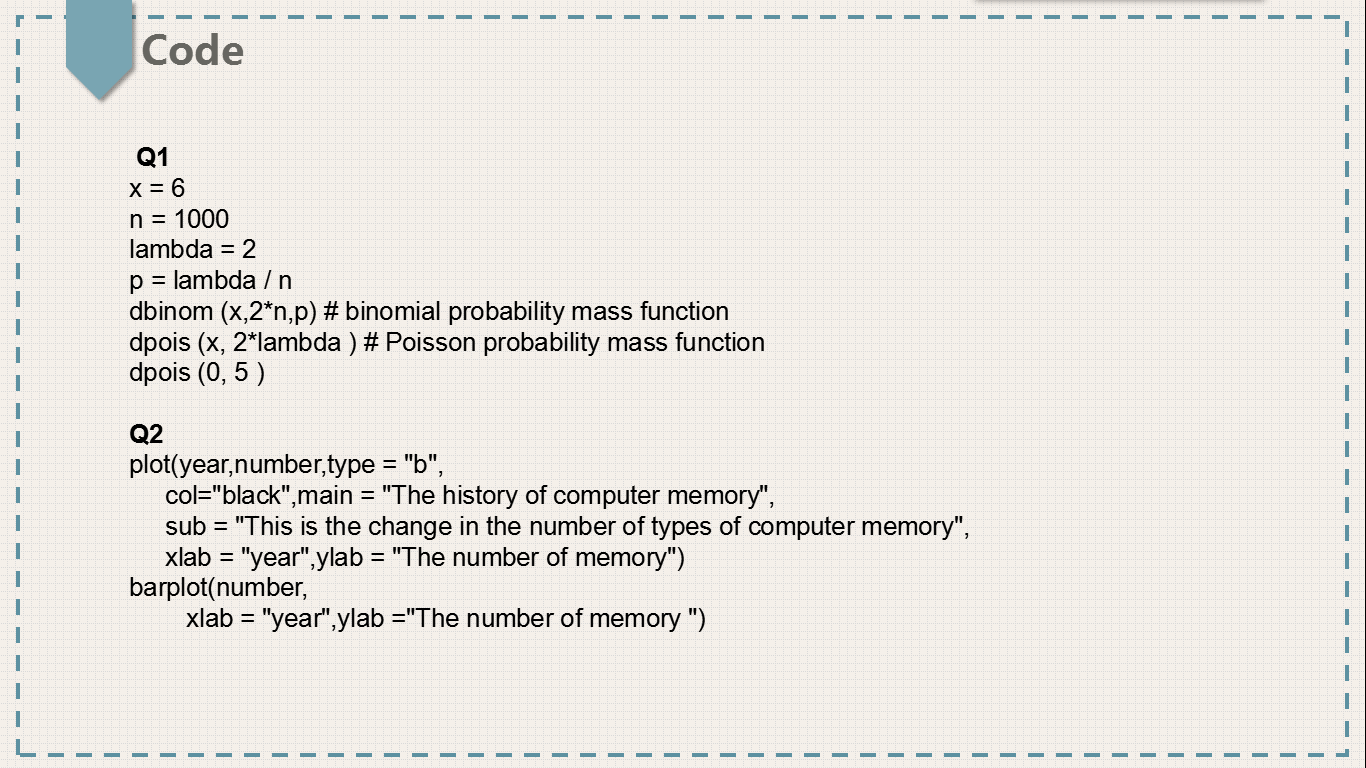 Code
Q1
x = 6
n = 1000
lambda = 2
p = lambda / n
dbinom (x,2*n,p) # binomial probability mass function
dpois (x, 2*lambda ) # Poisson probability mass function
dpois (0, 5 )
Q2
plot(year,number,type = "b",
col="black",main = "The history of computer memory",
sub = "This is the change in the number of types of computer memory",
xlab = "year",ylab = "The number of memory")
barplot(number,
xlab = "year",ylab ="The number of memory ")